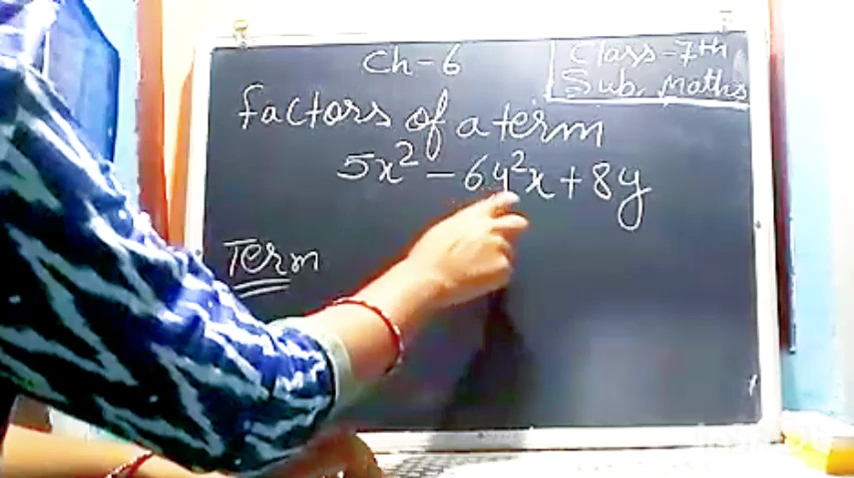 Ch-6
Class-7th
Sub. Maths
factors of a term
5x² - 6y²x + 8y
Term